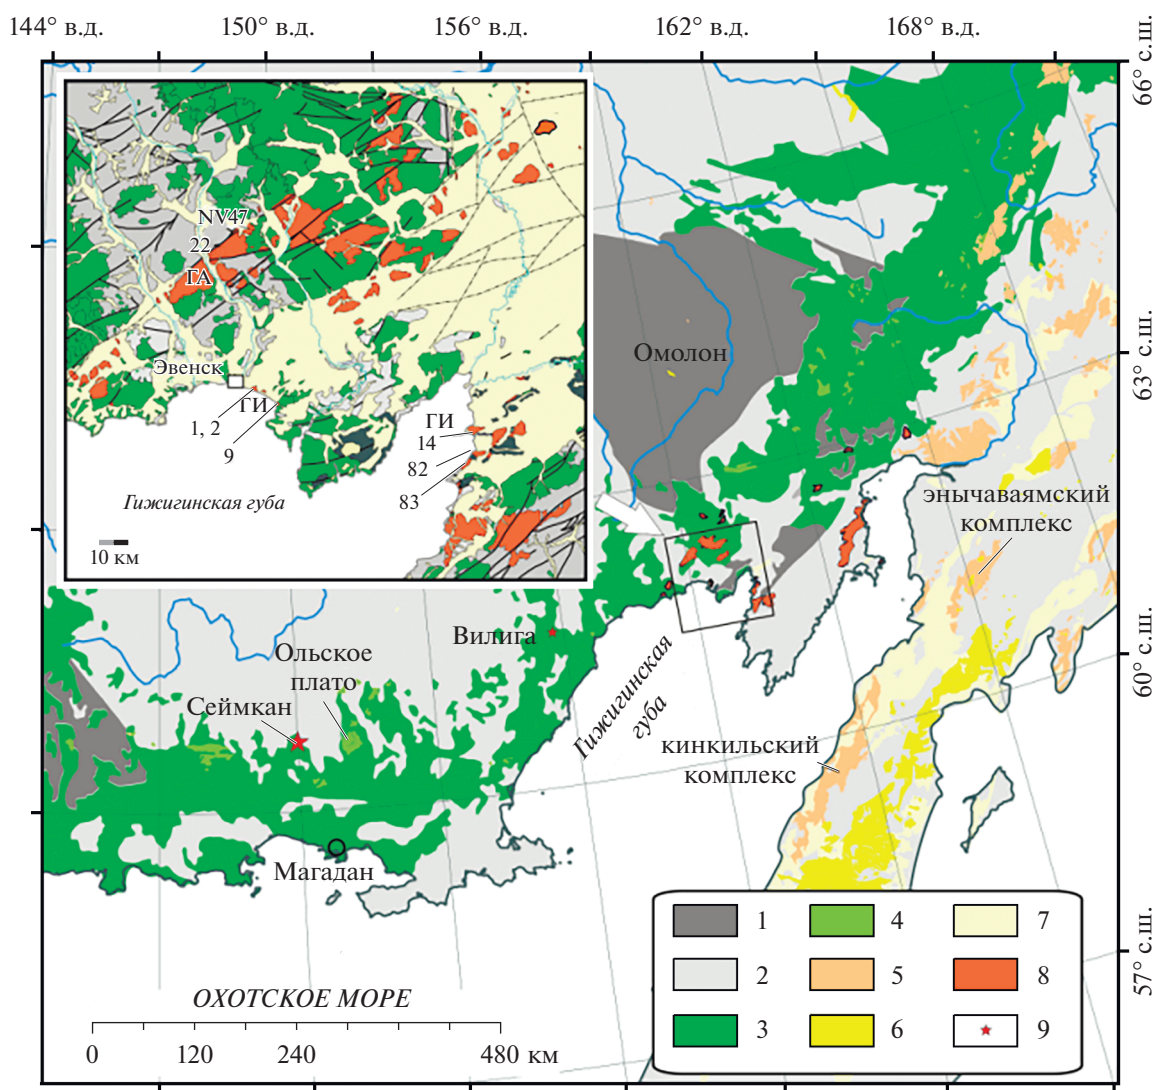 144° в.д.
150° в.д.
156° в.д.
162° в.д.
168° в.д.
66° с.ш.
63° с.ш.
60° с.ш
57° с.ш.
NV47
22
ГА
Эвенск
ГИ
1, 2
9
ГИ
14
82
83
Гижигинская губа
10 км
Омолон
энычаваямский
комплекс
Вилига
Ольское
плато
Сеймкан
Гижигинская
губа
кинкильский
комплекс
Магадан
ОХОТСКОЕ МОРЕ
0 120 240 480 км
1 4 7
2 5 8
3 6 9